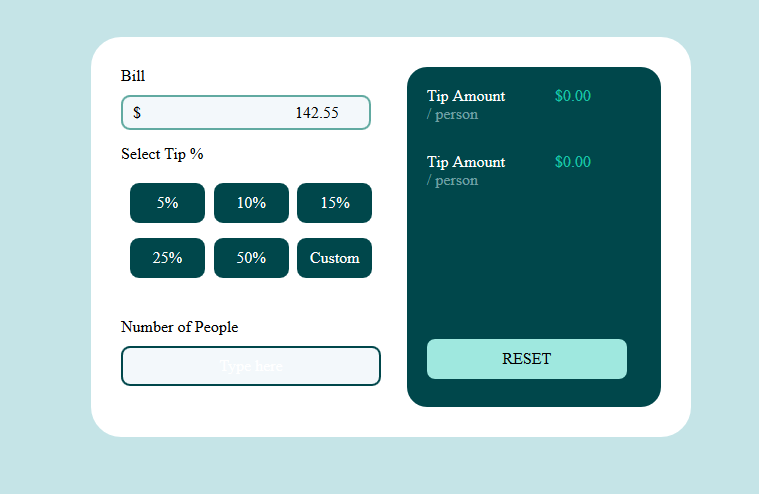 Bill
$ 142.55
Select Tip %
5% 10% 15%
25% 50% Custom
Number of People
Type here
Tip Amount $0.00
/ person
Tip Amount $0.00
/ person
RESET